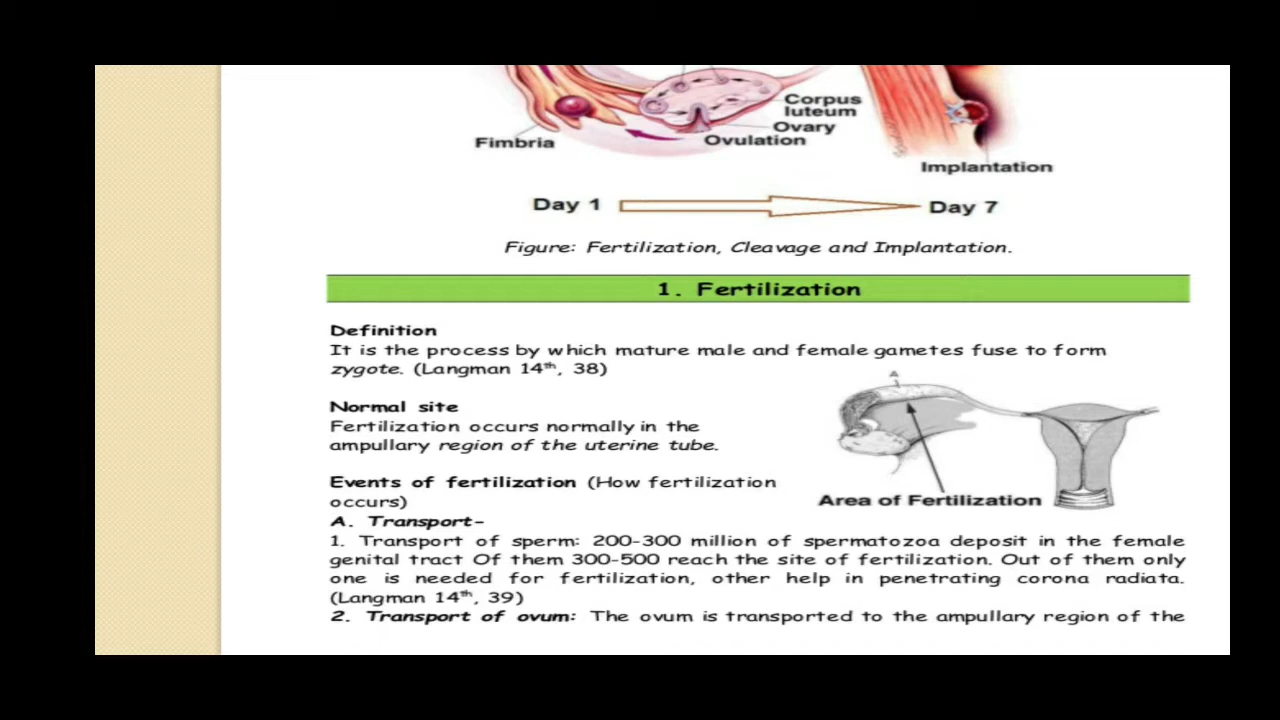 Corpus
luteum
Ovary
Ovulation
Fimbria
Implantation
Day 1
Day 7
Figure: Fertilization, Cleavage and Implantation.
1. Fertilization
Definition
It is the process by which mature male and female gametes fuse to form
zygote. (Langman 14th, 38)
A
Normal site
Fertilization occurs normally in the
ampullary region of the uterine tube.
Events of fertilization (How fertilization
occurs)
Area of Fertilization
A. Transport-
1. Transport of sperm: 200-300 million of spermatozoa deposit in the female
genital tract Of them 300-500 reach the site of fertilization. Out of them only
one is needed for fertilization, other help in penetrating corona radiata.
(Langman 14th, 39)
2. Transport of ovum: The ovum is transported to the ampullary region of the